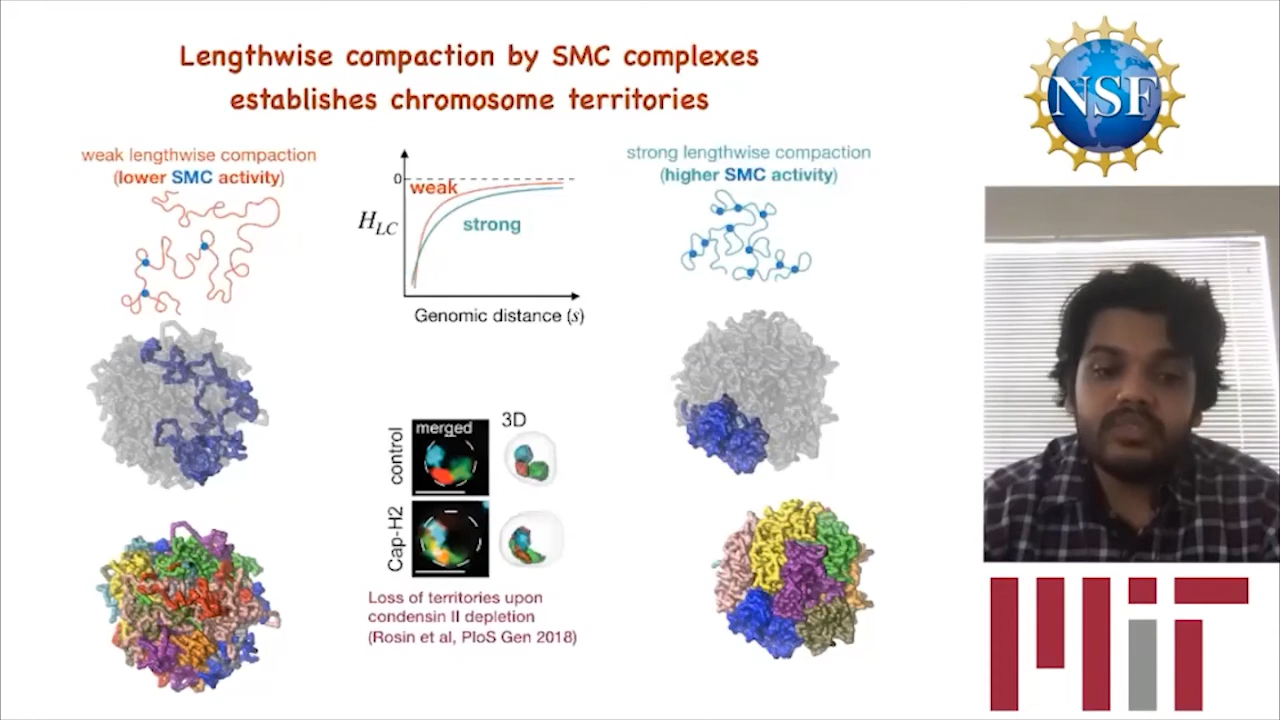 Lengthwise compaction by SMC complexes
establishes chromosome territories
weak lengthwise compaction
(lower SMC activity)
0
weak
strong
H_LC
Genomic distance (s)
strong lengthwise compaction
(higher SMC activity)
merged
3D
control
Cap-H2
Loss of territories upon
condensin II depletion
(Rosin et al, PloS Gen 2018)
NSF
MIT